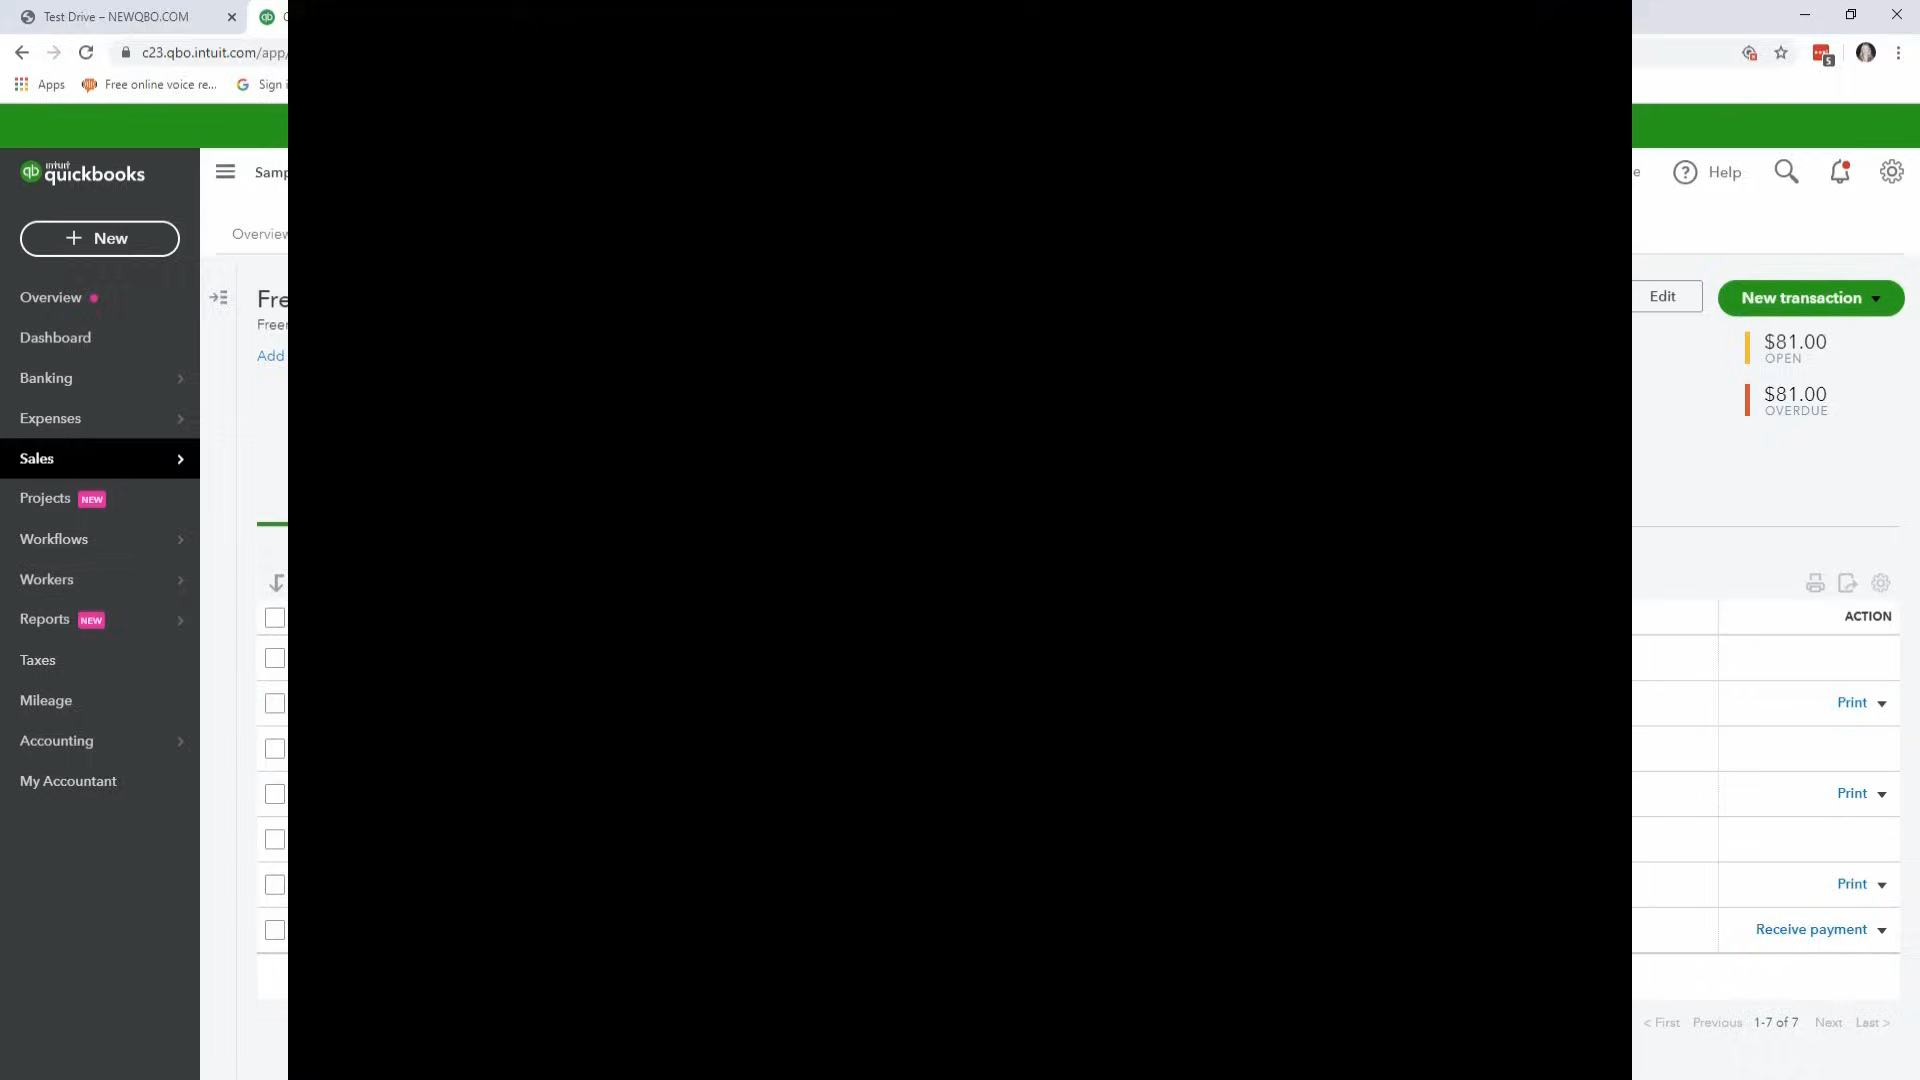 Test Drive – NEWQBO.COM
c23.qbo.intuit.com/app/
5
Apps
Free online voice re...
Sign i
intuit
quickbooks
Samp
Help
New
Overview
Overview
Dashboard
Banking
Expenses
Sales
Projects NEW
Workflows
Workers
Reports NEW
Taxes
Mileage
Accounting
My Accountant
Fre
Freer
Add
Edit
New transaction
$81.00
OPEN
$81.00
OVERDUE
ACTION
Print
Print
Print
Receive payment
< First Previous 1-7 of 7 Next Last >